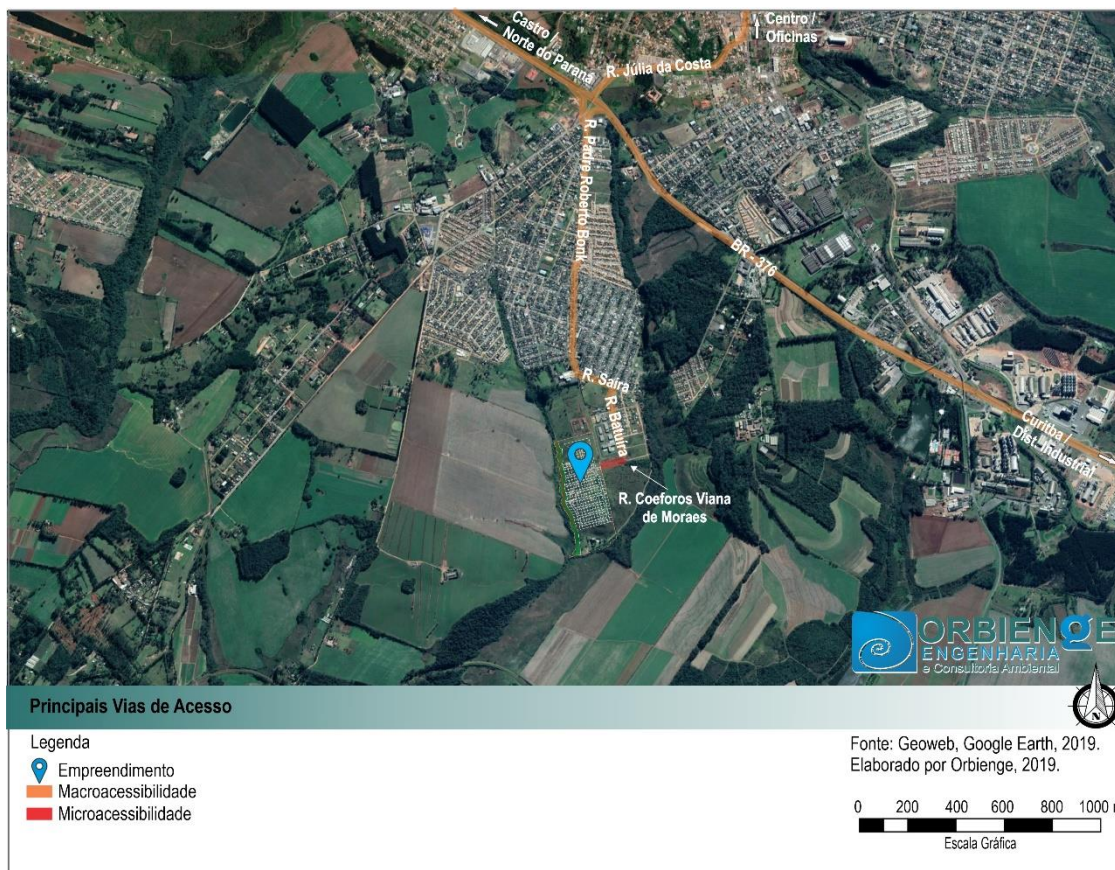 Castro /
Norte do Paraná
Centro /
Oficinas
R. Júlia da Costa
R. Padre Roberto Bonk
BR - 376
R. Saíra
R. Batuíra
Curitba /
Dist. Industrial
R. Coeforos Viana
de Moraes
ORBIENGE
ENGENHARIA
e Consultoria Ambiental
Principais Vias de Acesso
N
Legenda
Empreendimento
Macroacessibilidade
Microacessibilidade
Fonte: Geoweb, Google Earth, 2019.
Elaborado por Orbienge, 2019.
0 200 400 600 800 1000 m
Escala Gráfica